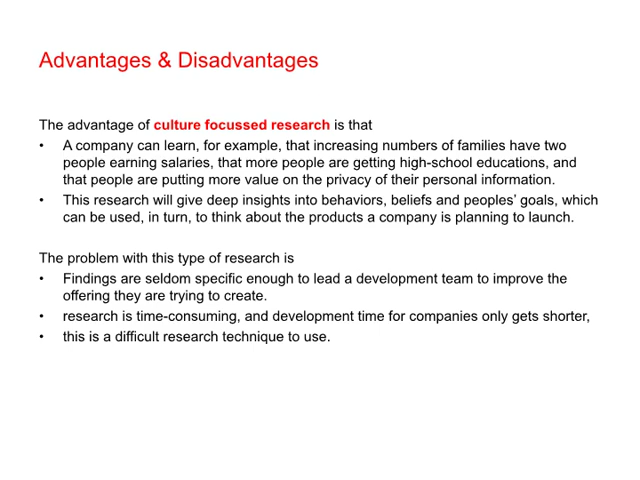 Advantages & Disadvantages
The advantage of culture focussed research is that
• A company can learn, for example, that increasing numbers of families have two
people earning salaries, that more people are getting high-school educations, and
that people are putting more value on the privacy of their personal information.
• This research will give deep insights into behaviors, beliefs and peoples’ goals, which
can be used, in turn, to think about the products a company is planning to launch.
The problem with this type of research is
• Findings are seldom specific enough to lead a development team to improve the
offering they are trying to create.
• research is time-consuming, and development time for companies only gets shorter,
• this is a difficult research technique to use.